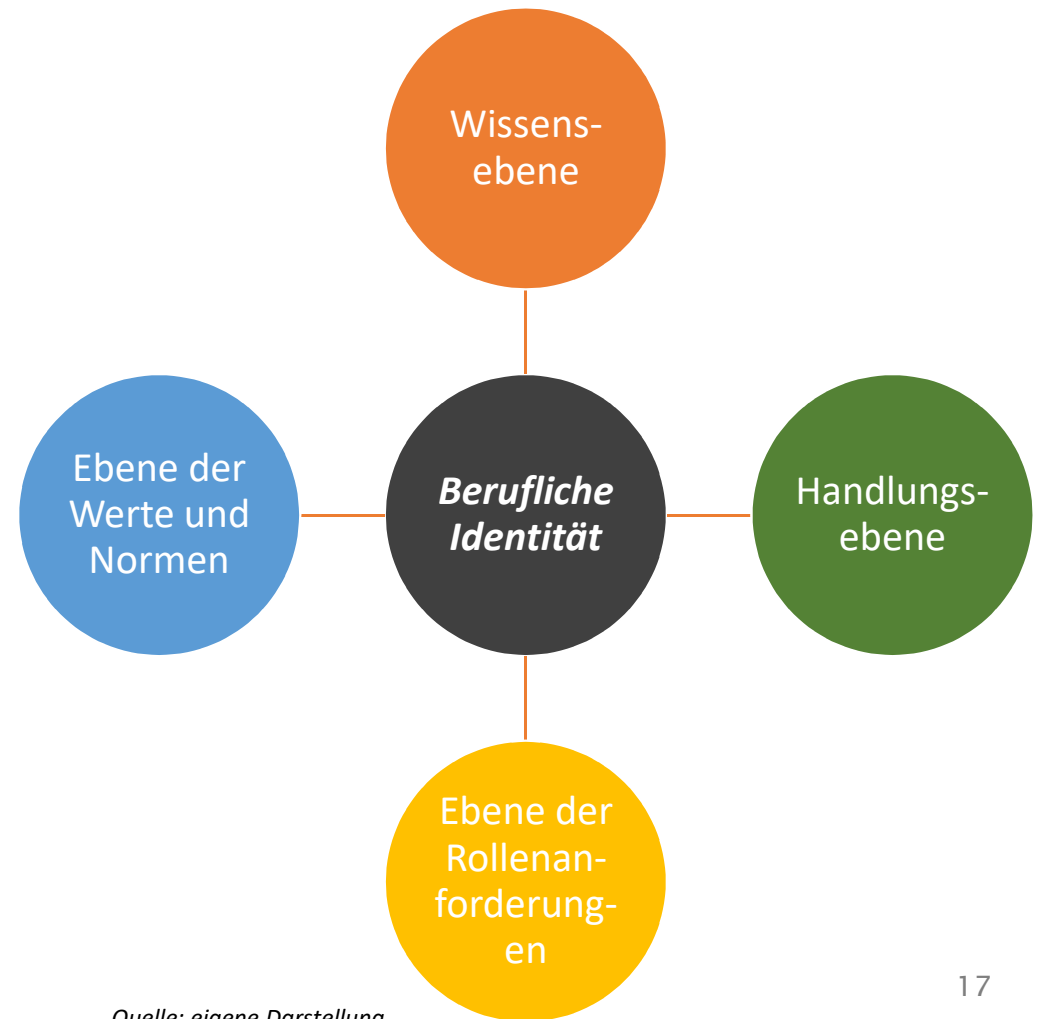 Wissens-
ebene
Ebene der
Werte und
Normen
Berufliche
Identität
Handlungs-
ebene
Ebene der
Rollenan-
forderung-
en
17
Quelle: eigene Darstellung